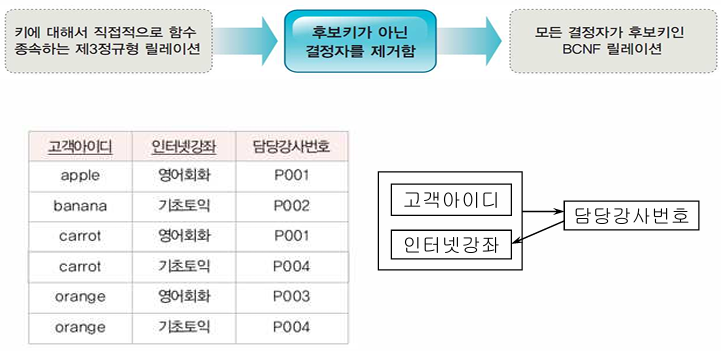 키에 대해서 직접적으로 함수
종속하는 제3정규형 릴레이션
후보키가 아닌
결정자를 제거함
모든 결정자가 후보키인
BCNF 릴레이션
고객아이디 인터넷강좌 담당강사번호
apple 영어회화 P001
banana 기초토익 P002
carrot 영어회화 P001
carrot 기초토익 P004
orange 영어회화 P003
orange 기초토익 P004
고객아이디
인터넷강좌
담당강사번호